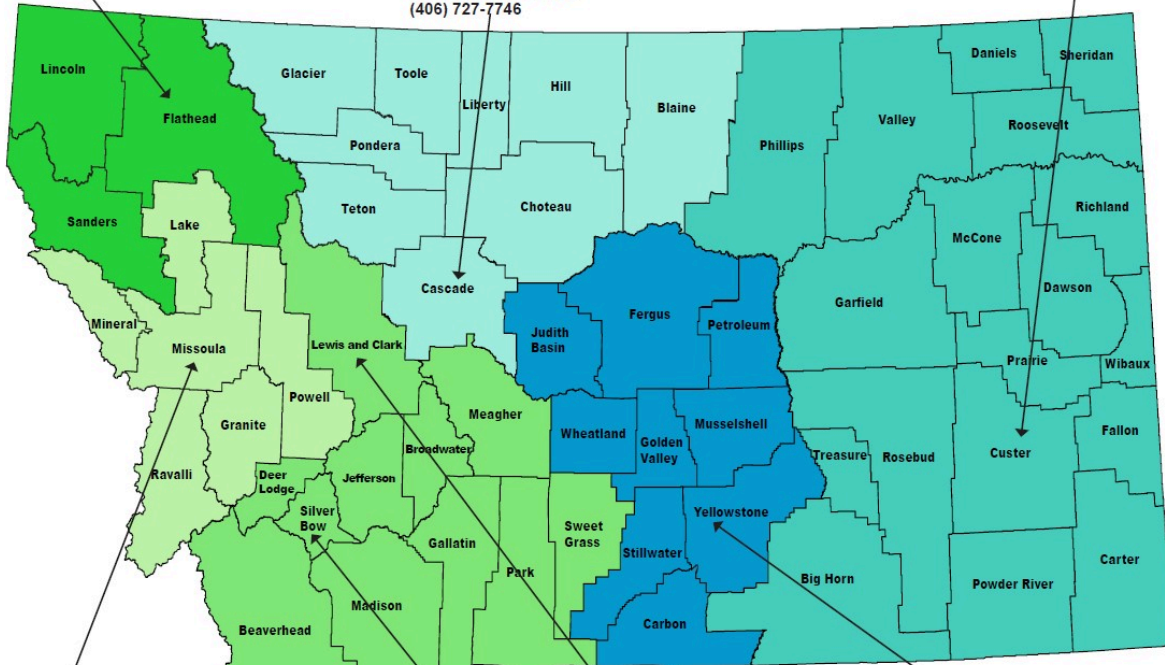 (406) 727-7746
Lincoln
Flathead
Glacier
Toole
Liberty
Hill
Blaine
Phillips
Valley
Daniels
Sheridan
Roosevelt
Pondera
Teton
Choteau
Sanders
Lake
Richland
McCone
Dawson
Garfield
Cascade
Mineral
Missoula
Lewis and Clark
Judith
Basin
Fergus
Petroleum
Prairie
Wibaux
Powell
Granite
Meagher
Wheatland
Golden
Valley
Musselshell
Treasure
Rosebud
Custer
Fallon
Ravalli
Deer
Lodge
Jefferson
Broadwater
Silver
Bow
Gallatin
Park
Sweet
Grass
Stillwater
Yellowstone
Big Horn
Powder River
Carter
Beaverhead
Madison
Carbon